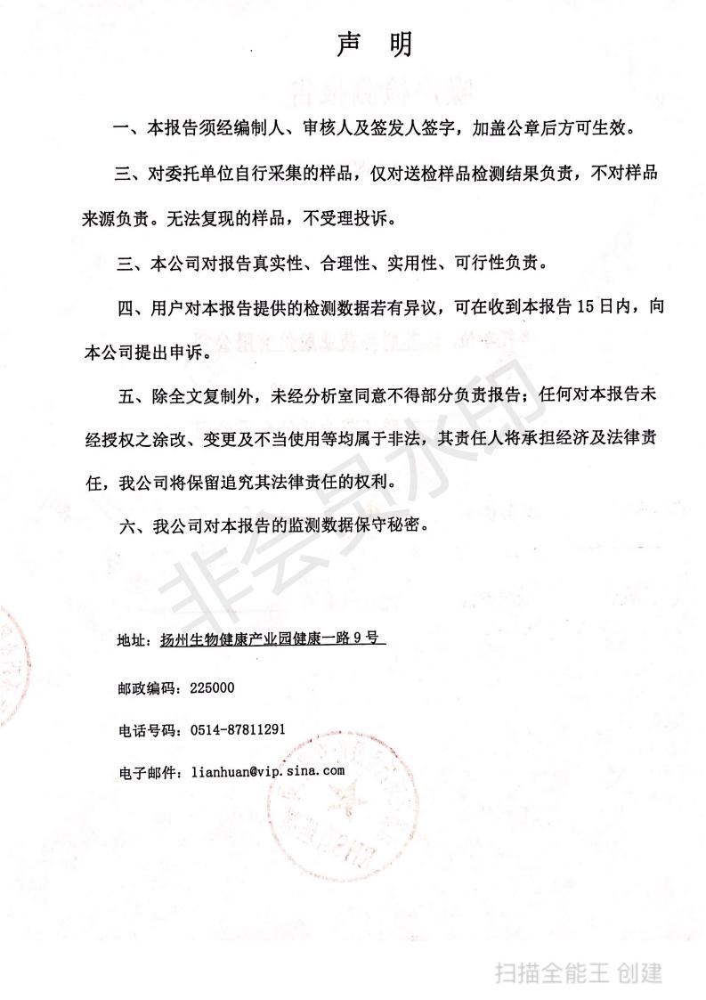 声 明
一、本报告须经编制人、审核人及签发人签字，加盖公章后方可生效。
三、对委托单位自行采集的样品，仅对送检样品检测结果负责，不对样品
来源负责。无法复现的样品，不受理投诉。
三、本公司对报告真实性、合理性、实用性、可行性负责。
四、用户对本报告提供的检测数据若有异议，可在收到本报告 15 日内，向
本公司提出申诉。
五、除全文复制外，未经分析室同意不得部分负责报告；任何对本报告未
经授权之涂改、变更及不当使用等均属于非法，其责任人将承担经济及法律责
任，我公司将保留追究其法律责任的权利。
六、我公司对本报告的监测数据保守秘密。
非会员水印
地址：扬州生物健康产业园健康一路 9 号
邮政编码：225000
电话号码：0514-87811291
电子邮件：lianhuan@vip.sina.com
扫描全能王 创建